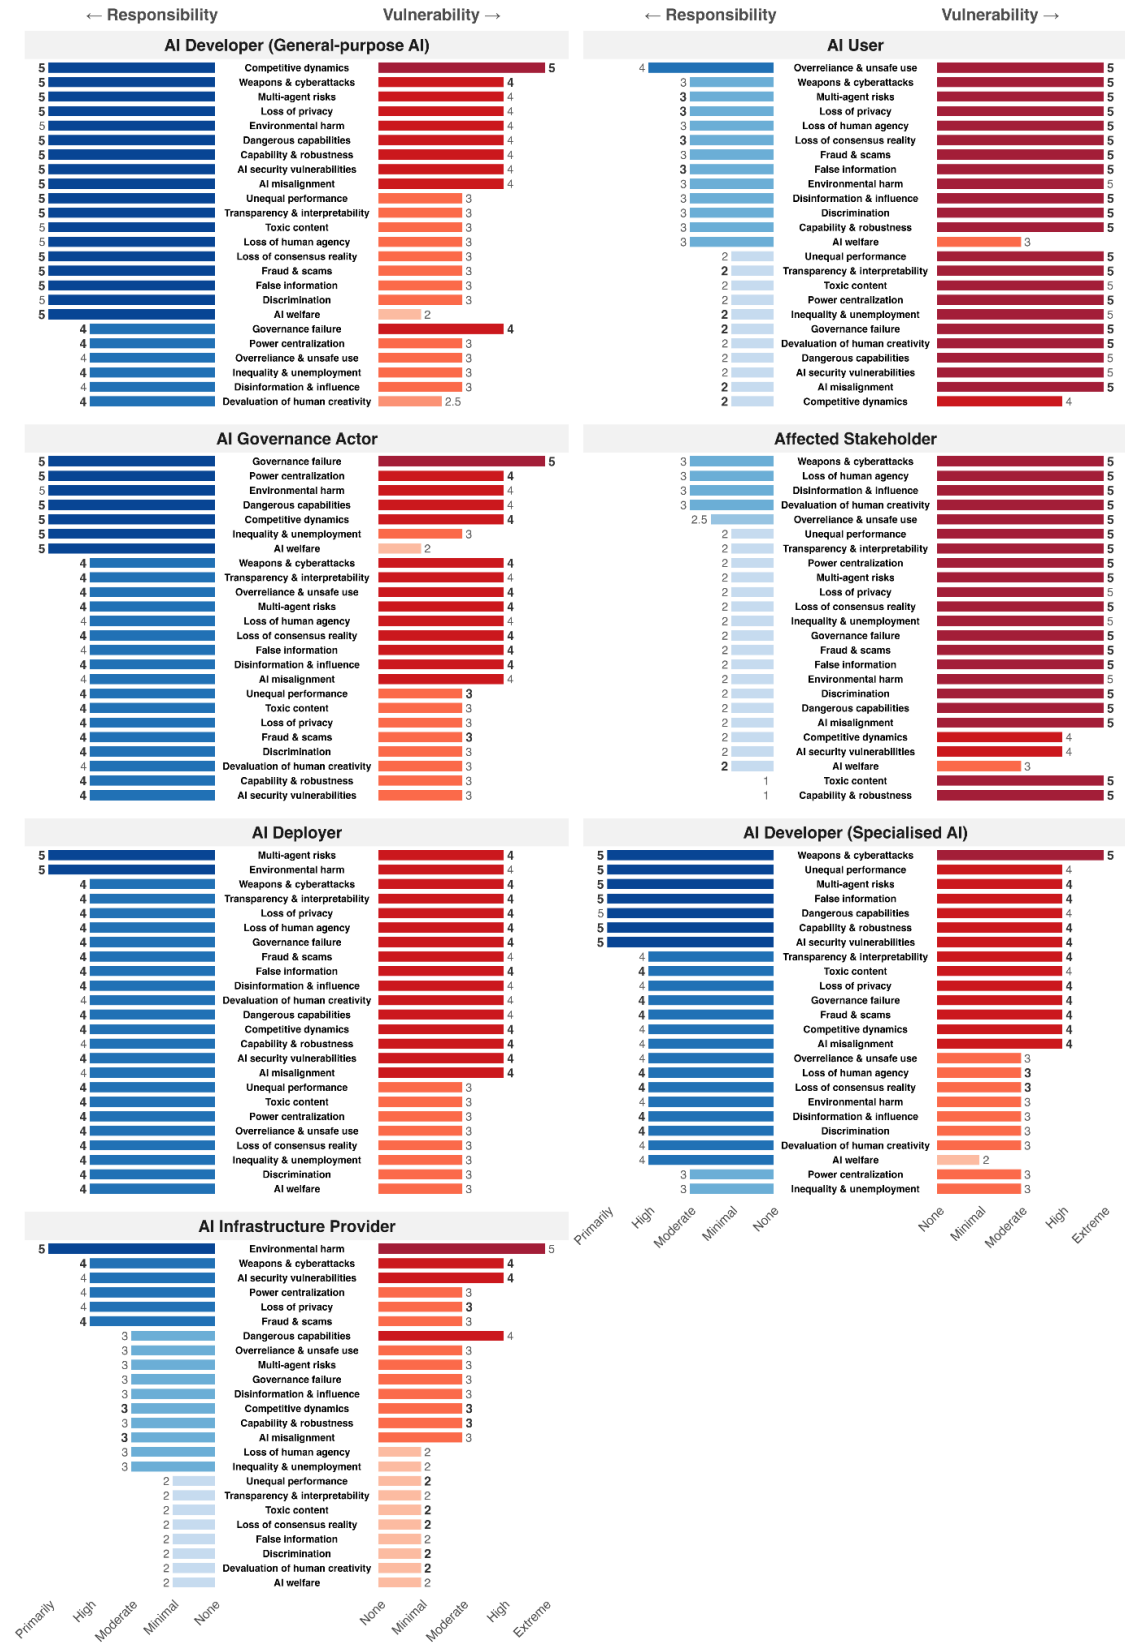 ← Responsibility Vulnerability → ← Responsibility Vulnerability →
AI Developer (General-purpose AI)
5 Competitive dynamics 5
5 Weapons & cyberattacks 4
5 Multi-agent risks 4
5 Loss of privacy 4
5 Environmental harm 4
5 Dangerous capabilities 4
5 Capability & robustness 4
5 AI security vulnerabilities 4
5 AI misalignment 4
5 Unequal performance 3
5 Transparency & interpretability 3
5 Toxic content 3
5 Loss of human agency 3
5 Loss of consensus reality 3
5 Fraud & scams 3
5 False information 3
5 Discrimination 3
5 AI welfare 2
4 Governance failure 4
4 Power centralization 3
4 Overreliance & unsafe use 3
4 Inequality & unemployment 3
4 Disinformation & influence 3
4 Devaluation of human creativity 2.5
AI User
4 Overreliance & unsafe use 5
3 Weapons & cyberattacks 5
3 Multi-agent risks 5
3 Loss of privacy 5
3 Loss of human agency 5
3 Loss of consensus reality 5
3 Fraud & scams 5
3 False information 5
3 Environmental harm 5
3 Disinformation & influence 5
3 Discrimination 5
3 Capability & robustness 5
3 AI welfare 3
2 Unequal performance 5
2 Transparency & interpretability 5
2 Toxic content 5
2 Power centralization 5
2 Inequality & unemployment 5
2 Governance failure 5
2 Devaluation of human creativity 5
2 Dangerous capabilities 5
2 AI security vulnerabilities 5
2 AI misalignment 5
2 Competitive dynamics 4
AI Governance Actor
5 Governance failure 5
5 Power centralization 4
5 Environmental harm 4
5 Dangerous capabilities 4
5 Competitive dynamics 4
5 Inequality & unemployment 3
5 AI welfare 2
4 Weapons & cyberattacks 4
4 Transparency & interpretability 4
4 Overreliance & unsafe use 4
4 Multi-agent risks 4
4 Loss of human agency 4
4 Loss of consensus reality 4
4 False information 4
4 Disinformation & influence 4
4 AI misalignment 4
4 Unequal performance 3
4 Toxic content 3
4 Loss of privacy 3
4 Fraud & scams 3
4 Discrimination 3
4 Devaluation of human creativity 3
4 Capability & robustness 3
4 AI security vulnerabilities 3
Affected Stakeholder
3 Weapons & cyberattacks 5
3 Loss of human agency 5
3 Disinformation & influence 5
3 Devaluation of human creativity 5
2.5 Overreliance & unsafe use 5
2 Unequal performance 5
2 Transparency & interpretability 5
2 Power centralization 5
2 Multi-agent risks 5
2 Loss of privacy 5
2 Loss of consensus reality 5
2 Inequality & unemployment 5
2 Governance failure 5
2 Fraud & scams 5
2 False information 5
2 Environmental harm 5
2 Discrimination 5
2 Dangerous capabilities 5
2 AI misalignment 5
2 Competitive dynamics 4
2 AI security vulnerabilities 4
2 AI welfare 3
1 Toxic content 5
1 Capability & robustness 5
AI Deployer
5 Multi-agent risks 4
5 Environmental harm 4
4 Weapons & cyberattacks 4
4 Transparency & interpretability 4
4 Loss of privacy 4
4 Loss of human agency 4
4 Governance failure 4
4 Fraud & scams 4
4 False information 4
4 Disinformation & influence 4
4 Devaluation of human creativity 4
4 Dangerous capabilities 4
4 Competitive dynamics 4
4 Capability & robustness 4
4 AI security vulnerabilities 4
4 AI misalignment 4
4 Unequal performance 3
4 Toxic content 3
4 Power centralization 3
4 Overreliance & unsafe use 3
4 Loss of consensus reality 3
4 Inequality & unemployment 3
4 Discrimination 3
4 AI welfare 3
AI Developer (Specialised AI)
5 Weapons & cyberattacks 5
5 Unequal performance 4
5 Multi-agent risks 4
5 False information 4
5 Dangerous capabilities 4
5 Capability & robustness 4
5 AI security vulnerabilities 4
4 Transparency & interpretability 4
4 Toxic content 4
4 Loss of privacy 4
4 Governance failure 4
4 Fraud & scams 4
4 Competitive dynamics 4
4 AI misalignment 4
4 Overreliance & unsafe use 3
4 Loss of human agency 3
4 Loss of consensus reality 3
4 Environmental harm 3
4 Disinformation & influence 3
4 Discrimination 3
4 Devaluation of human creativity 3
4 AI welfare 2
3 Power centralization 3
3 Inequality & unemployment 3
Primarily High Moderate Minimal None None Minimal Moderate High Extreme
AI Infrastructure Provider
5 Environmental harm 5
4 Weapons & cyberattacks 4
4 AI security vulnerabilities 4
4 Power centralization 3
4 Loss of privacy 3
4 Fraud & scams 3
3 Dangerous capabilities 4
3 Overreliance & unsafe use 3
3 Multi-agent risks 3
3 Governance failure 3
3 Disinformation & influence 3
3 Competitive dynamics 3
3 Capability & robustness 3
3 AI misalignment 3
3 Loss of human agency 2
3 Inequality & unemployment 2
2 Unequal performance 2
2 Transparency & interpretability 2
2 Toxic content 2
2 Loss of consensus reality 2
2 False information 2
2 Discrimination 2
2 Devaluation of human creativity 2
2 AI welfare 2
Primarily High Moderate Minimal None None Minimal Moderate High Extreme